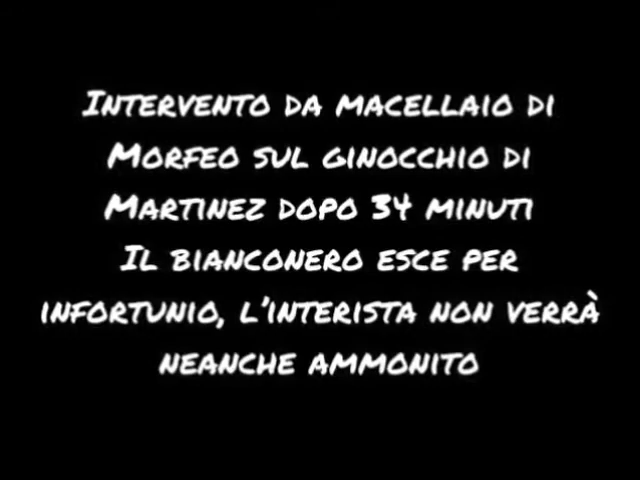 Intervento da macellaio di
Morfeo sul ginocchio di
Martinez dopo 34 minuti
Il bianconero esce per
infortunio, l'interista non verrà
neanche ammonito